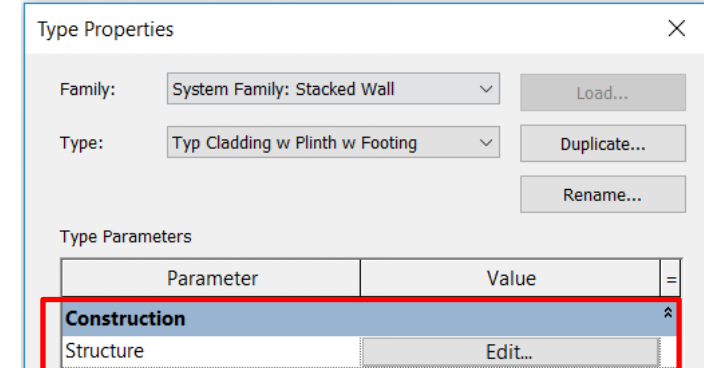 Type Properties
Family: System Family: Stacked Wall Load...
Type: Typ Cladding w Plinth w Footing Duplicate...
Rename...
Type Parameters
Parameter Value =
Construction
Structure Edit...